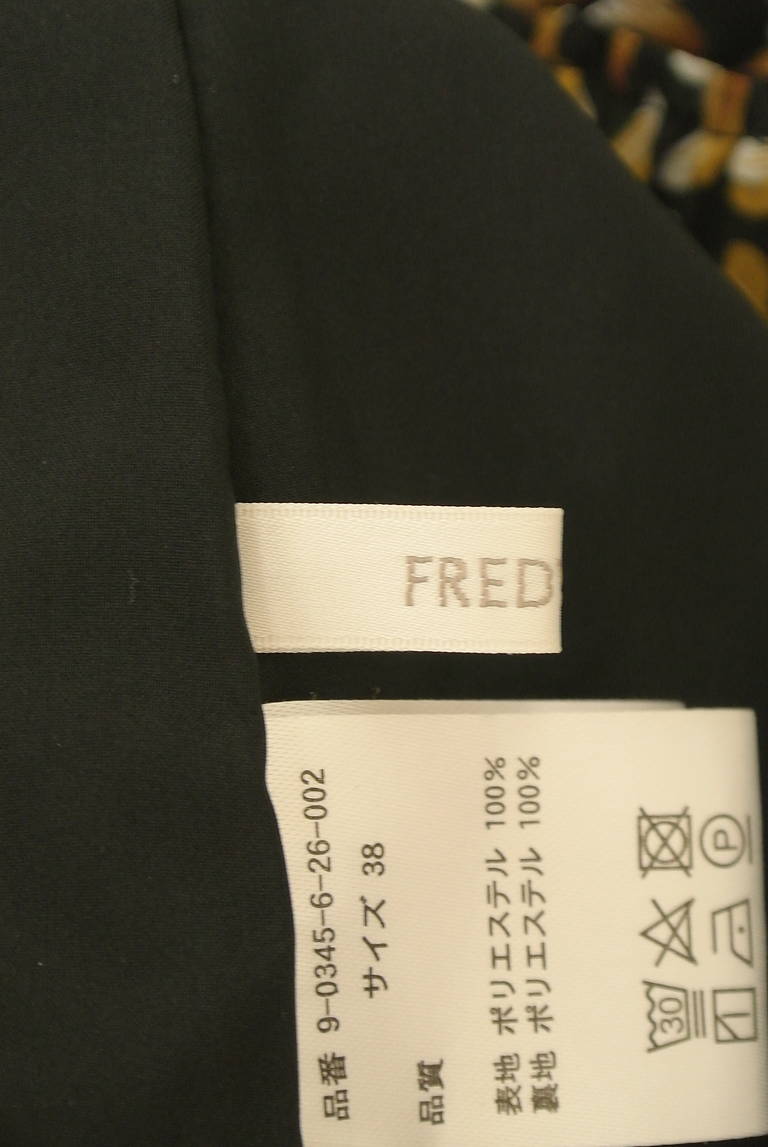 FRED
品番 9-0345-6-26-002
サイズ 38
品質
表地 ポリエステル 100%
裏地 ポリエステル 100%
30
P